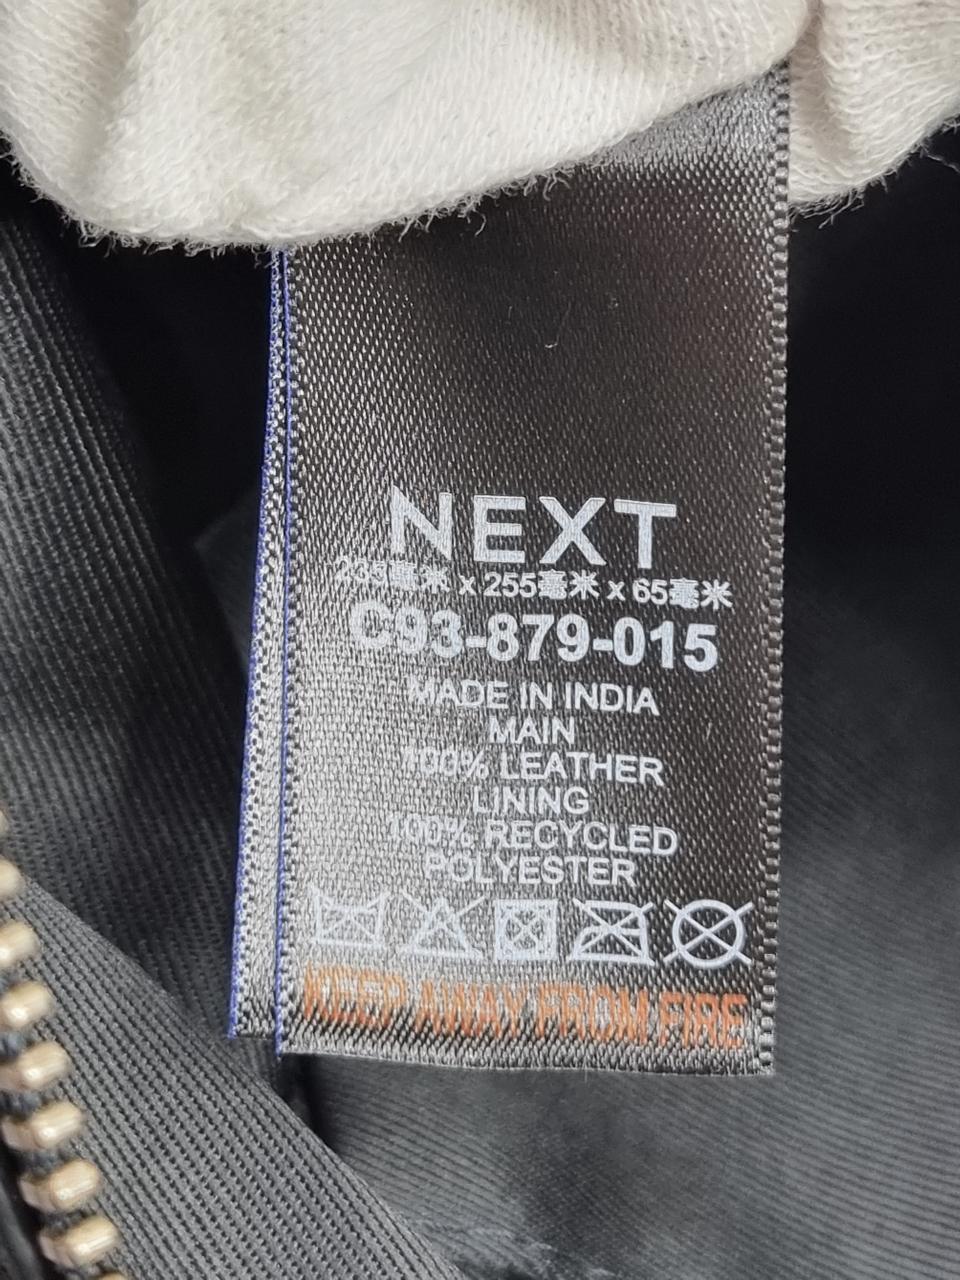 NEXT
235毫米 x 255毫米 x 65毫米
C93-879-015
MADE IN INDIA
MAIN
100% LEATHER
LINING
100% RECYCLED
POLYESTER
KEEP AWAY FROM FIRE